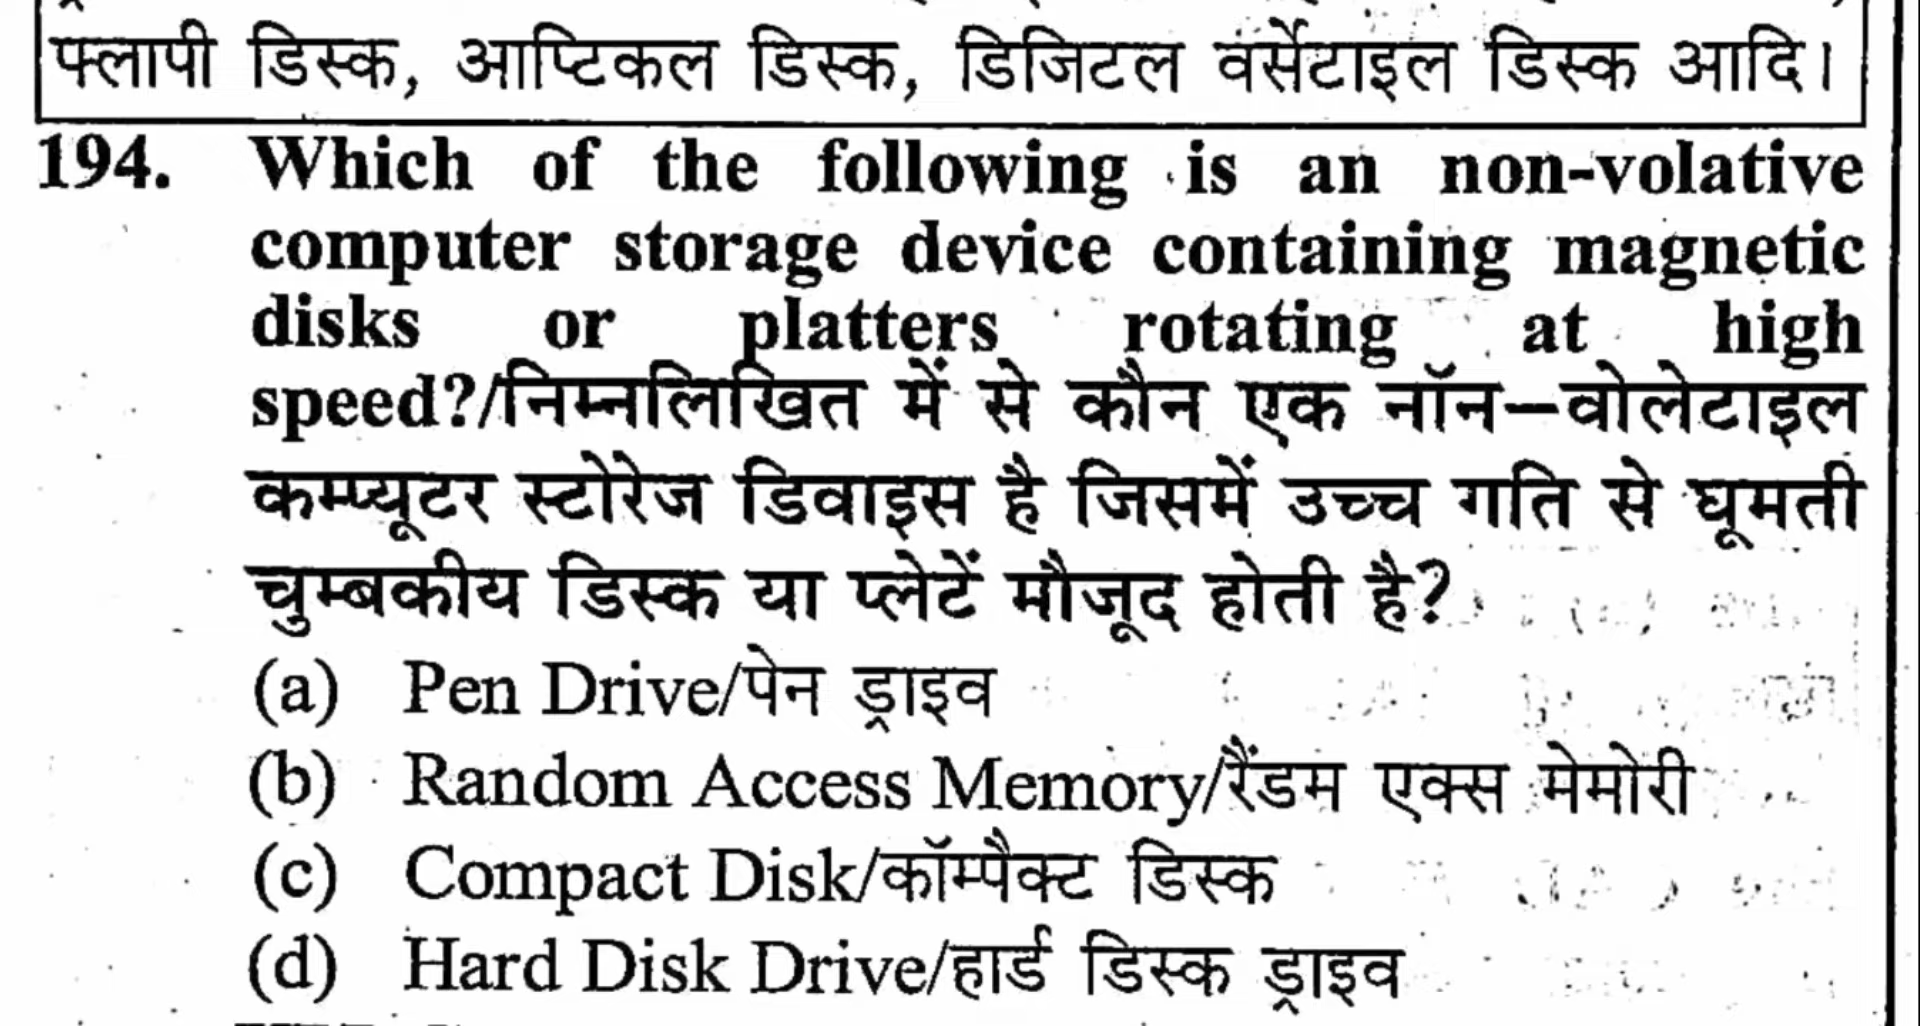 फ्लापी डिस्क, आप्टिकल डिस्क, डिजिटल वर्सेटाइल डिस्क आदि।
194. Which of the following is an non-volative
computer storage device containing magnetic
disks or platters rotating at high
speed?/निम्नलिखित में से कौन एक नॉन–वोलेटाइल
कम्प्यूटर स्टोरेज डिवाइस है जिसमें उच्च गति से घूमती
चुम्बकीय डिस्क या प्लेटें मौजूद होती है?
(a) Pen Drive/पेन ड्राइव
(b) Random Access Memory/रैंडम एक्स मेमोरी
(c) Compact Disk/कॉम्पैक्ट डिस्क
(d) Hard Disk Drive/हार्ड डिस्क ड्राइव